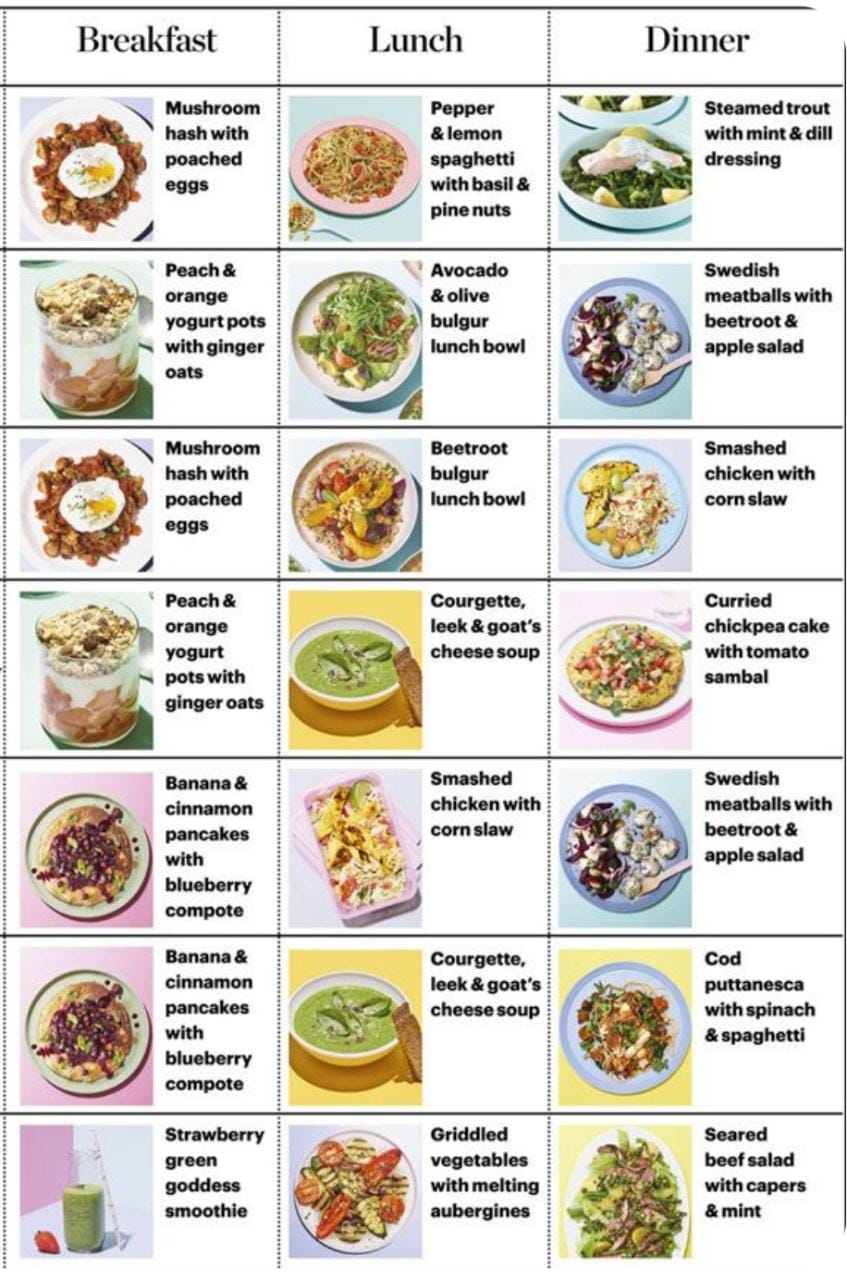 Breakfast
Lunch
Dinner
Mushroom
hash with
poached
eggs
Pepper
& lemon
spaghetti
with basil &
pine nuts
Steamed trout
with mint & dill
dressing
Peach &
orange
yogurt pots
with ginger
oats
Avocado
& olive
bulgur
lunch bowl
Swedish
meatballs with
beetroot &
apple salad
Mushroom
hash with
poached
eggs
Beetroot
bulgur
lunch bowl
Smashed
chicken with
corn slaw
Peach &
orange
yogurt
pots with
ginger oats
Courgette,
leek & goat's
cheese soup
Curried
chickpea cake
with tomato
sambal
Banana &
cinnamon
pancakes
with
blueberry
compote
Smashed
chicken with
corn slaw
Swedish
meatballs with
beetroot &
apple salad
Banana &
cinnamon
pancakes
with
blueberry
compote
Courgette,
leek & goat's
cheese soup
Cod
puttanesca
with spinach
& spaghetti
Strawberry
green
goddess
smoothie
Griddled
vegetables
with melting
aubergines
Seared
beef salad
with capers
& mint